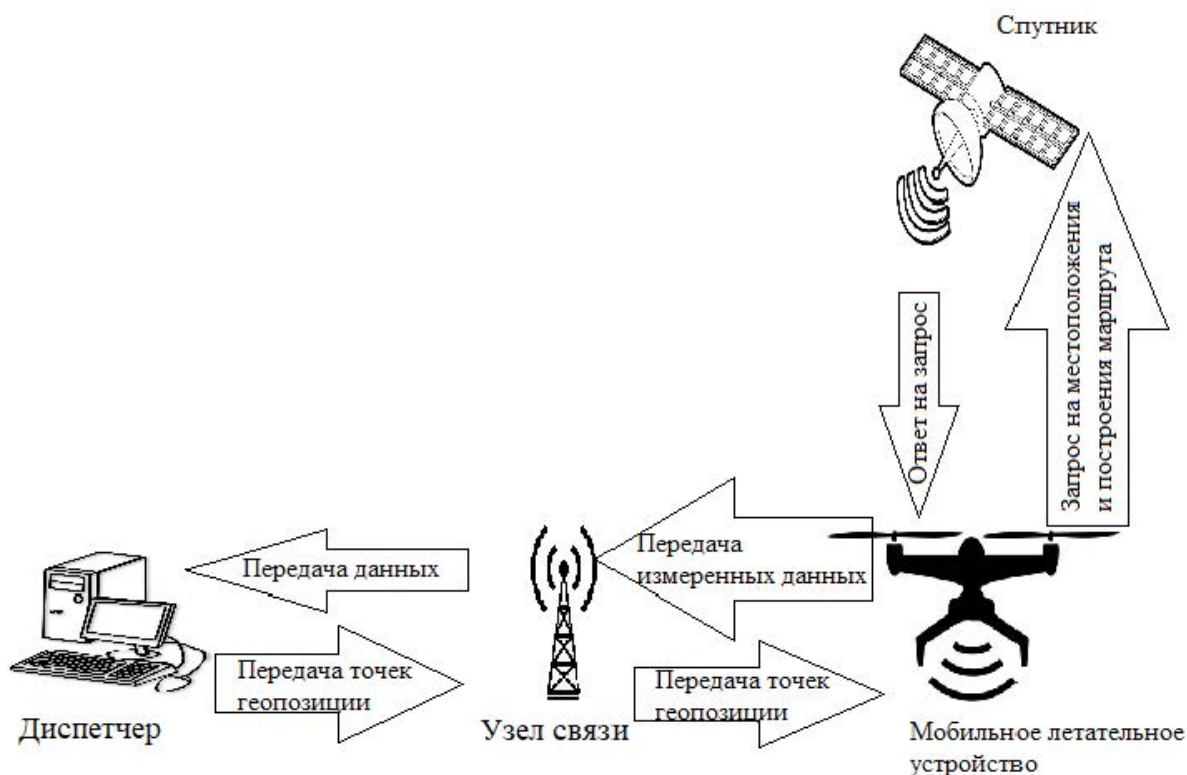 Спутник
Запрос на местоположения
и построения маршрута
Ответ на запрос
Передача
измеренных данных
Передача данных
Передача точек
геопозиции
Передача точек
геопозиции
Диспетчер
Узел связи
Мобильное летательное
устройство